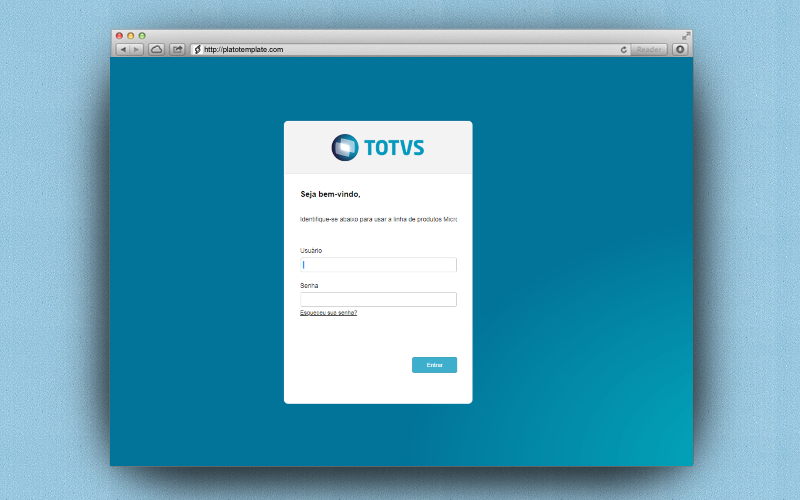 http://platotemplate.com
Reader
TOTVS
Seja bem-vindo,
Identifique-se abaixo para usar a linha de produtos Micro
Usuário
Senha
Esqueceu sua senha?
Entrar